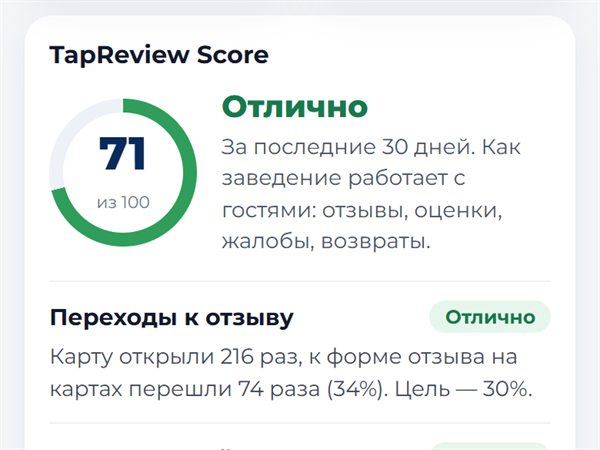 TapReview Score
71
из 100
Отлично
За последние 30 дней. Как
заведение работает с
гостями: отзывы, оценки,
жалобы, возвраты.
Переходы к отзыву
Отлично
Карту открыли 216 раз, к форме отзыва на
картах перешли 74 раза (34%). Цель — 30%.